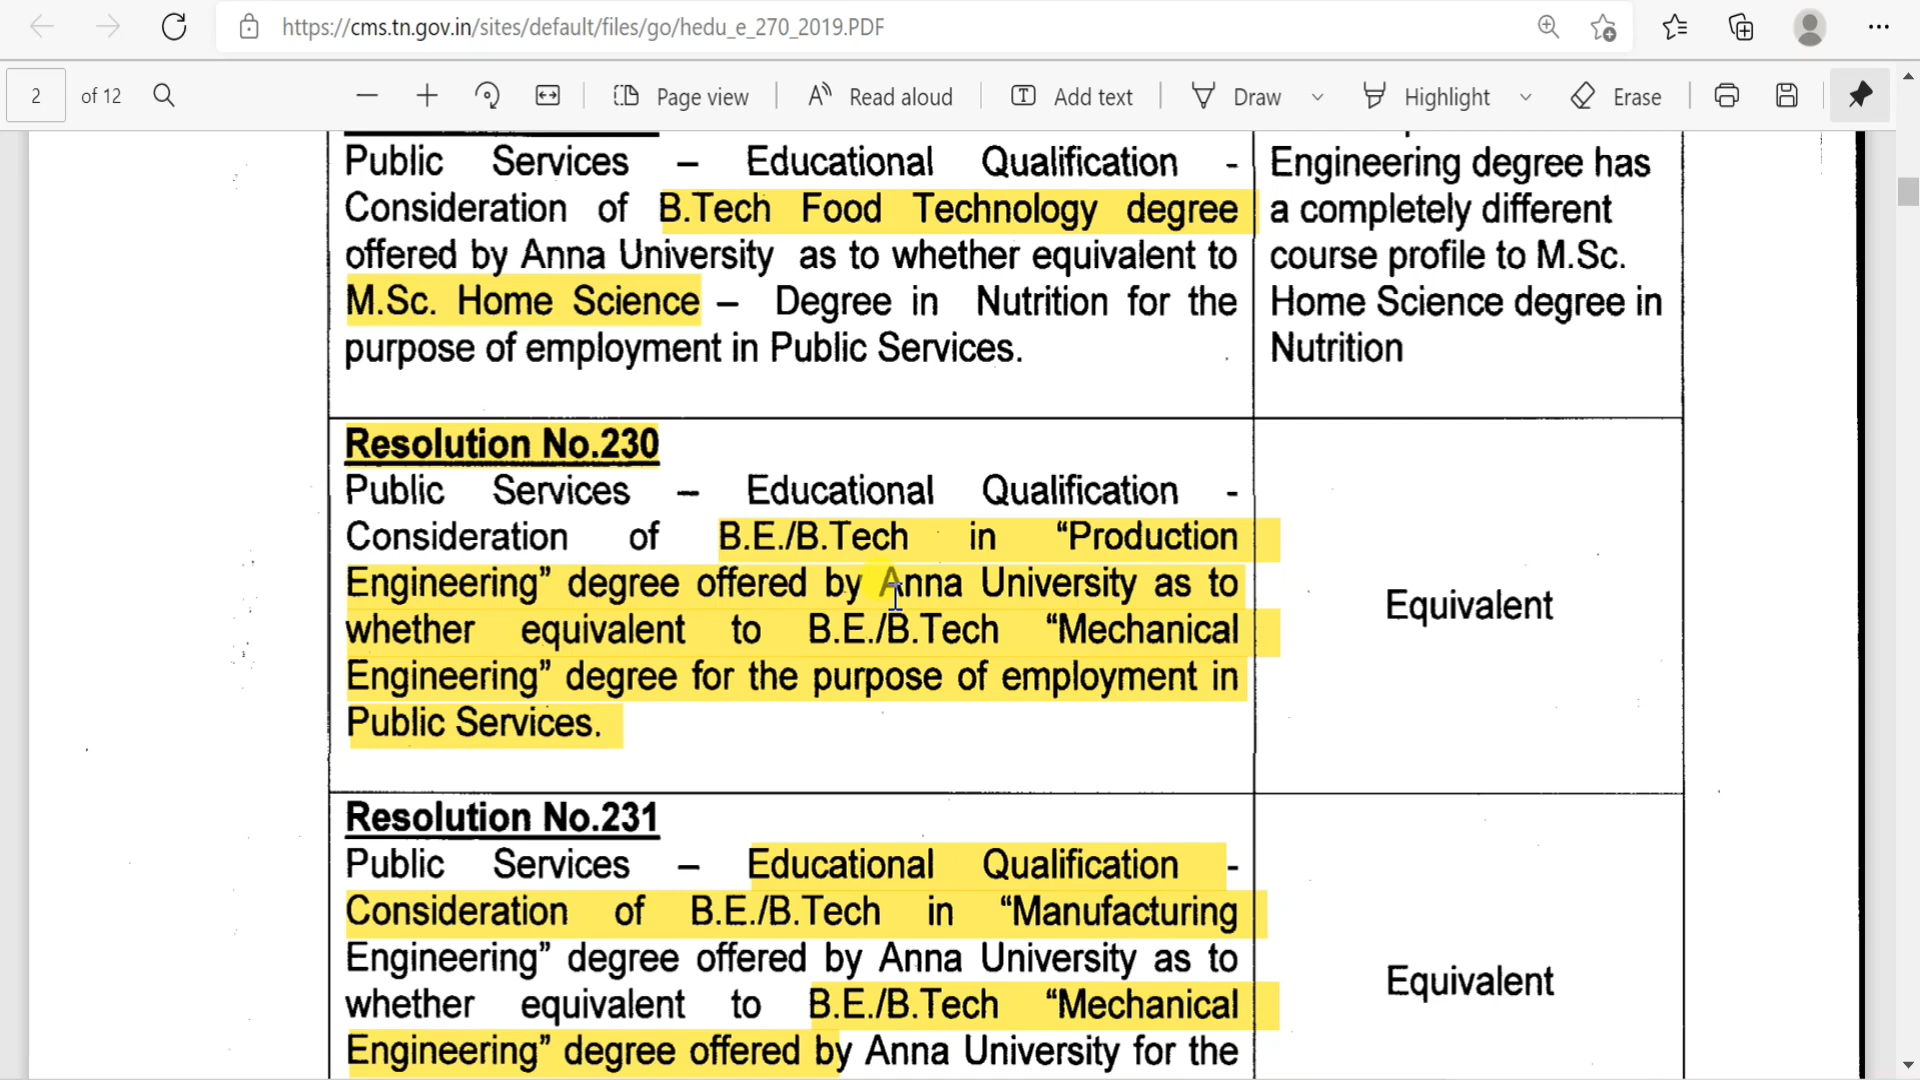 https://cms.tn.gov.in/sites/default/files/go/hedu_e_270_2019.PDF
2 of 12
Page view
Read aloud
Add text
Draw
Highlight
Erase
Public Services – Educational Qualification -
Consideration of B.Tech Food Technology degree
offered by Anna University as to whether equivalent to
M.Sc. Home Science – Degree in Nutrition for the
purpose of employment in Public Services.
Engineering degree has
a completely different
course profile to M.Sc.
Home Science degree in
Nutrition
Resolution No.230
Public Services – Educational Qualification -
Consideration of B.E./B.Tech in “Production
Engineering” degree offered by Anna University as to
whether equivalent to B.E./B.Tech “Mechanical
Engineering” degree for the purpose of employment in
Public Services.
Equivalent
Resolution No.231
Public Services – Educational Qualification -
Consideration of B.E./B.Tech in “Manufacturing
Engineering” degree offered by Anna University as to
whether equivalent to B.E./B.Tech “Mechanical
Engineering” degree offered by Anna University for the
Equivalent